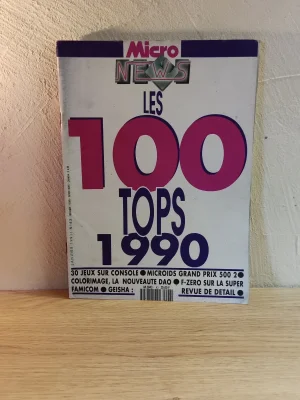 Micro
NEWS
LES
100
TOPS
1990
30 JEUX SUR CONSOLE ● MICROIDS GRAND PRIX 500 2 ●
COLORIMAGE, LA NOUVEAUTE DAO ● F-ZERO SUR LA SUPER
FAMICOM ● GEISHA : REVUE DE DETAIL ●